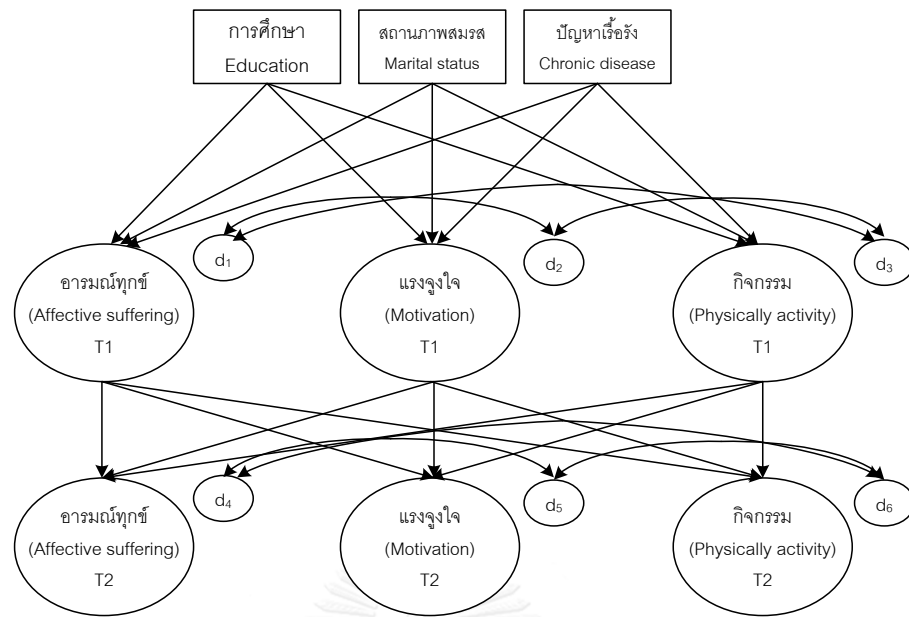 การศึกษา
Education
สถานภาพสมรส
Marital status
ปัญหาเรื้อรัง
Chronic disease
d1
d2
d3
อารมณ์ทุกข์
(Affective suffering)
T1
แรงจูงใจ
(Motivation)
T1
กิจกรรม
(Physically activity)
T1
d4
d5
d6
อารมณ์ทุกข์
(Affective suffering)
T2
แรงจูงใจ
(Motivation)
T2
กิจกรรม
(Physically activity)
T2